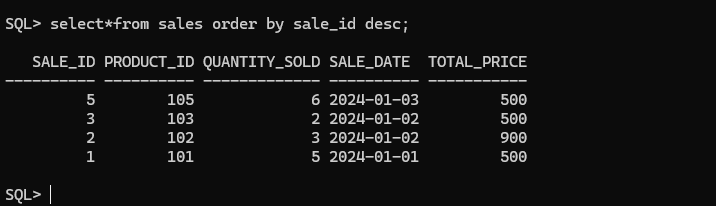 SQL> select*from sales order by sale_id desc;
   SALE_ID PRODUCT_ID QUANTITY_SOLD SALE_DATE  TOTAL_PRICE
---------- ---------- ------------- ---------- -----------
         5        105             6 2024-01-03         500
         3        103             2 2024-01-02         500
         2        102             3 2024-01-02         900
         1        101             5 2024-01-01         500
SQL>